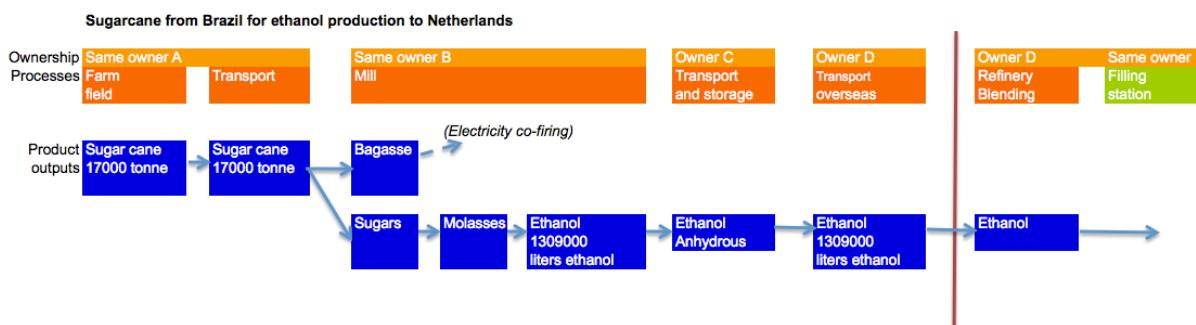 Sugarcane from Brazil for ethanol production to Netherlands
Ownership Same owner A Same owner B Owner C Owner D Owner D Same owner
Processes Farm Transport Mill Transport Transport Refinery Filling
field and storage overseas Blending station
(Electricity co-firing)
Product Sugar cane Sugar cane Bagasse
outputs 17000 tonne 17000 tonne
Sugars Molasses Ethanol Ethanol Ethanol Ethanol
1309000 Anhydrous 1309000
liters ethanol liters ethanol